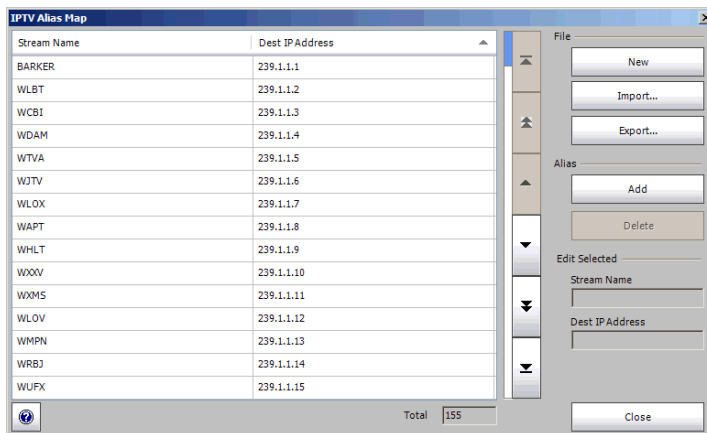 IPTV Alias Map
Stream Name Dest IP Address
BARKER 239.1.1.1
WLBT 239.1.1.2
WCBI 239.1.1.3
WDAM 239.1.1.4
WTVA 239.1.1.5
WJTV 239.1.1.6
WLOX 239.1.1.7
WAPT 239.1.1.8
WHLT 239.1.1.9
WXXV 239.1.1.10
WXMS 239.1.1.11
WLOV 239.1.1.12
WMPN 239.1.1.13
WRBJ 239.1.1.14
WUFX 239.1.1.15
Total 155
File
New
Import...
Export...
Alias
Add
Delete
Edit Selected
Stream Name
Dest IP Address
Close